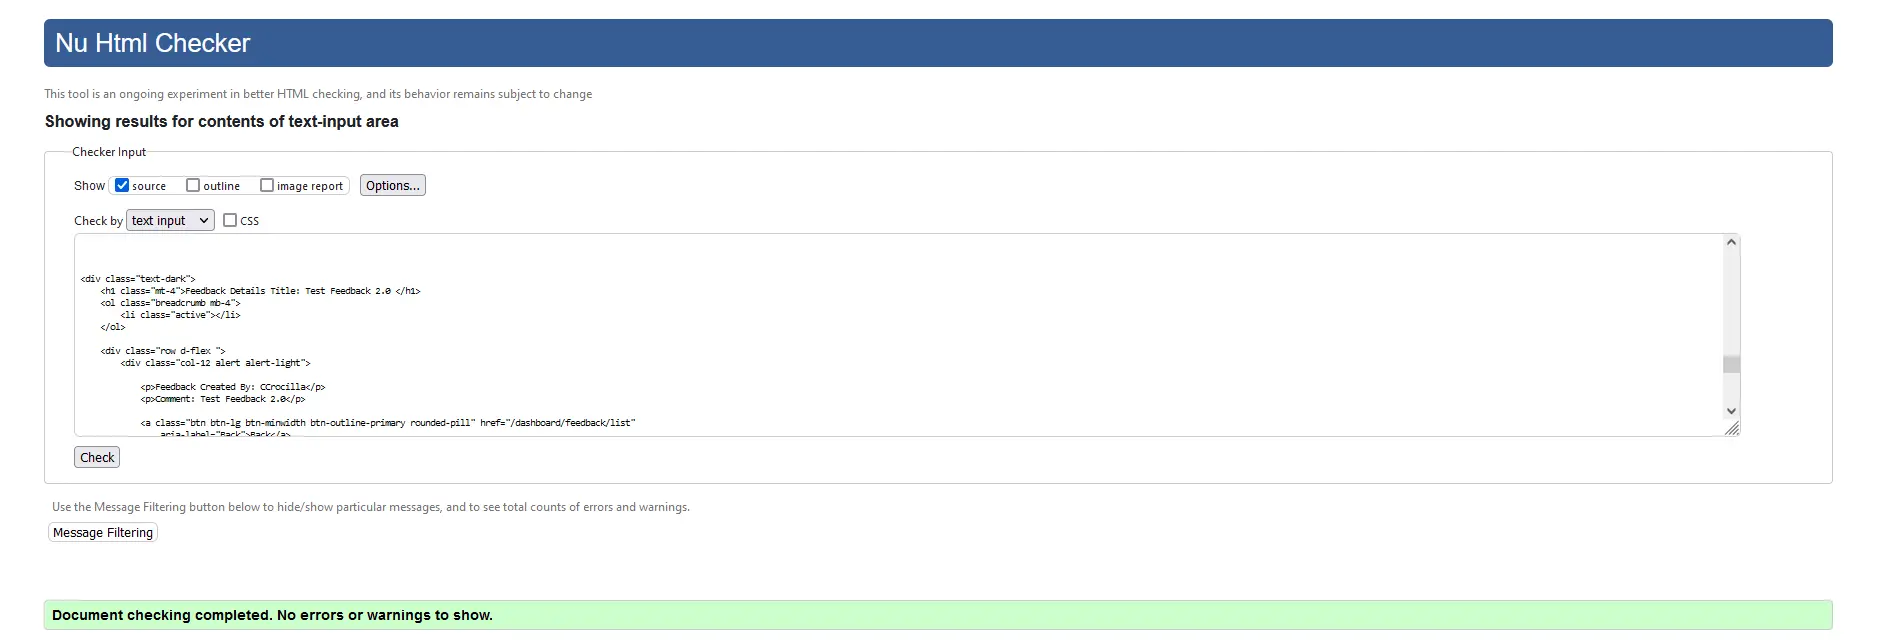 Nu Html Checker
This tool is an ongoing experiment in better HTML checking, and its behavior remains subject to change
Showing results for contents of text-input area
Checker Input
Show source outline image report Options...
Check by text input CSS
<div class="text-dark">
<h1 class="mt-4">Feedback Details Title: Test Feedback 2.0 </h1>
<ol class="breadcrumb mb-4">
<li class="active"></li>
</ol>
<div class="row d-flex ">
<div class="col-12 alert alert-light">
<p>Feedback Created By: CCrocilla</p>
<p>Comment: Test Feedback 2.0</p>
<a class="btn btn-lg btn-minwidth btn-outline-primary rounded-pill" href="/dashboard/feedback/list"
aria-label="Back">Back</a>
Check
Use the Message Filtering button below to hide/show particular messages, and to see total counts of errors and warnings.
Message Filtering
Document checking completed. No errors or warnings to show.